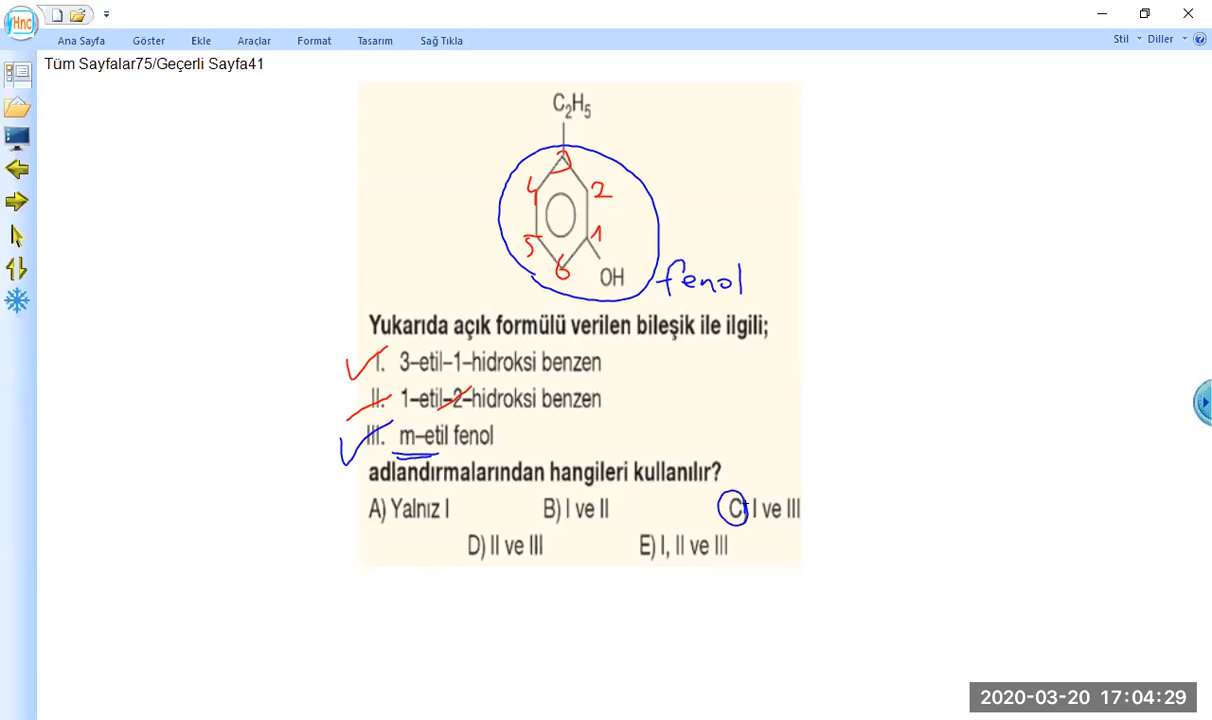 Hnc
Ana Sayfa Göster Ekle Araçlar Format Tasarım Sağ Tıkla Stil Diller
Tüm Sayfalar75/Geçerli Sayfa41
C₂H₅
3
4 2
5 1
6
OH fenol
Yukarıda açık formülü verilen bileşik ile ilgili;
I. 3–etil–1–hidroksi benzen
II. 1–etil–2–hidroksi benzen
III. m–etil fenol
adlandırmalarından hangileri kullanılır?
A) Yalnız I B) I ve II C) I ve III
D) II ve III E) I, II ve III
2020-03-20 17:04:29